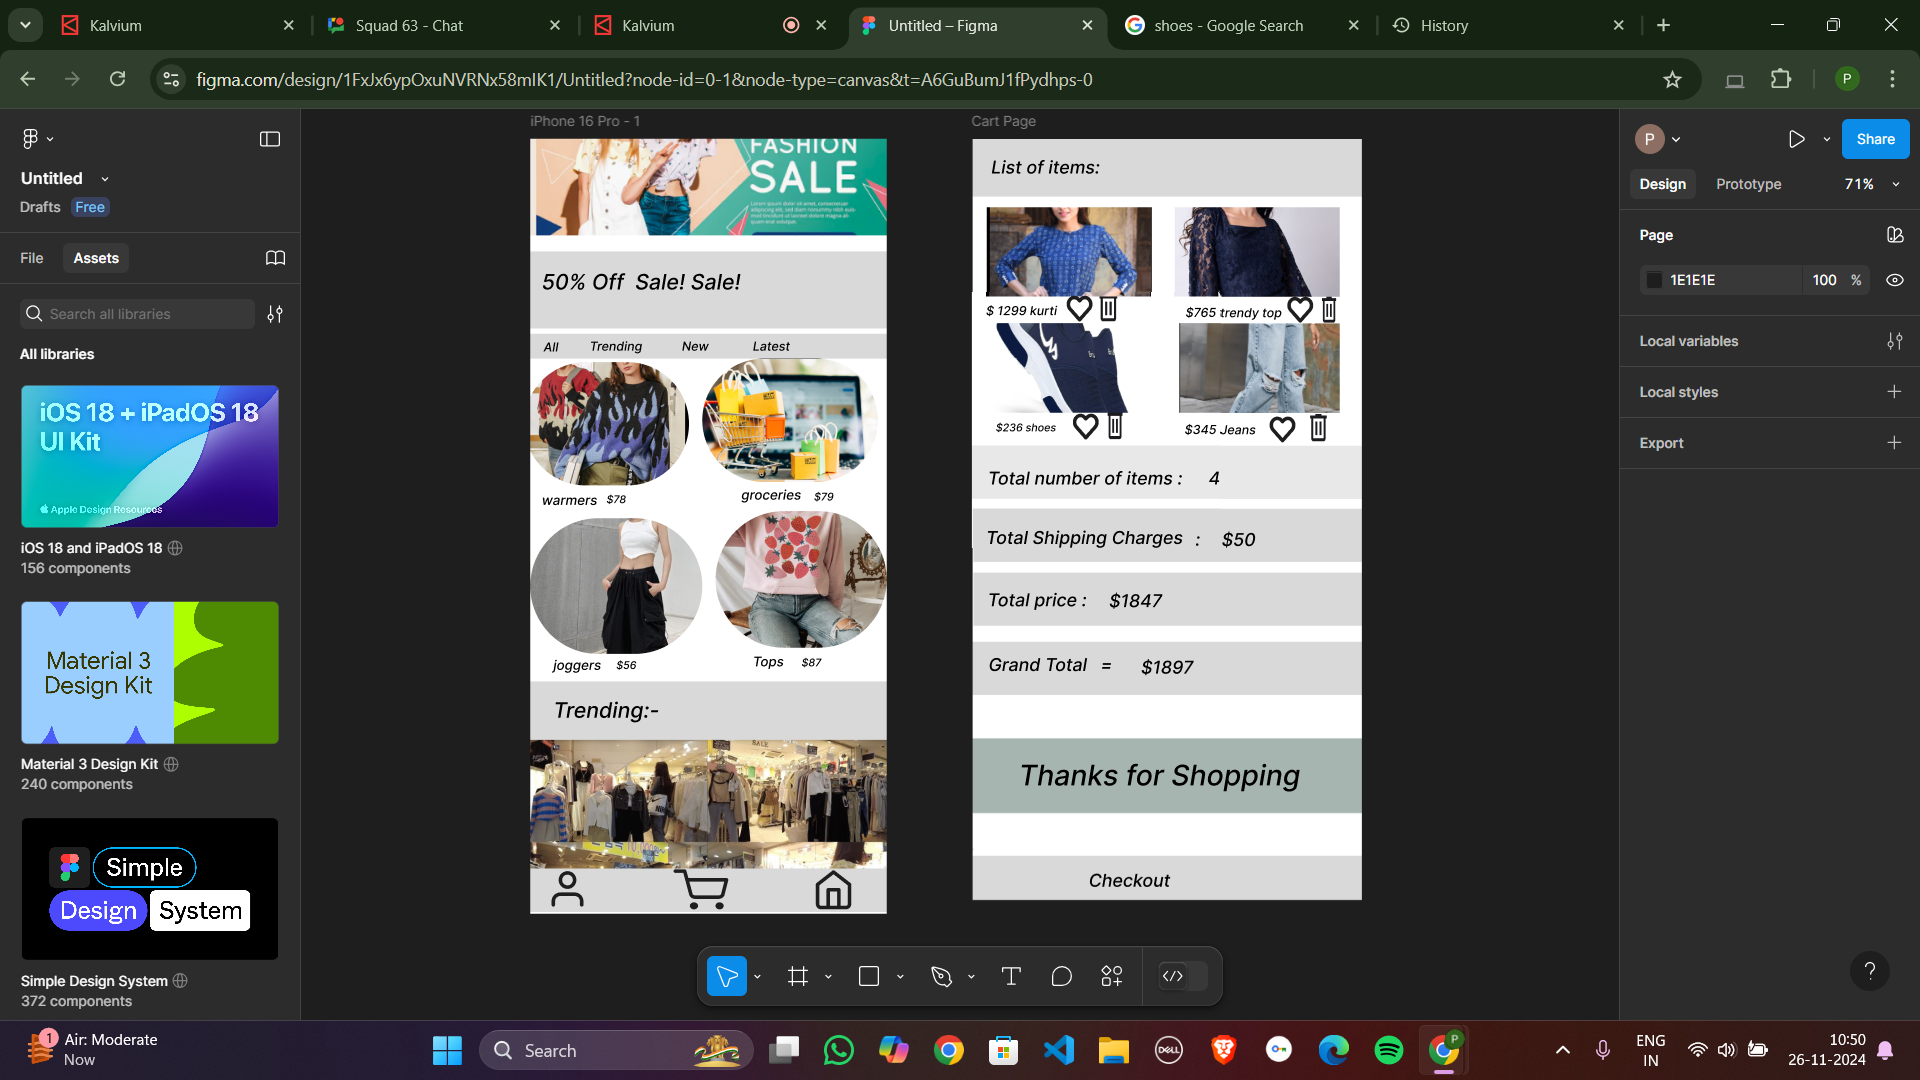 Kalvium
Squad 63 - Chat
Kalvium
Untitled – Figma
shoes - Google Search
History
figma.com/design/1FxJx6ypOxuNVRNx58mIK1/Untitled?node-id=0-1&node-type=canvas&t=A6GuBumJ1fPydhps-0
P
Untitled
Drafts Free
File Assets
Search all libraries
All libraries
iOS 18 + iPadOS 18
UI Kit
Apple Design Resources
iOS 18 and iPadOS 18
156 components
Material 3
Design Kit
Material 3 Design Kit
240 components
Simple
Design System
Simple Design System
372 components
iPhone 16 Pro - 1
FASHION
SALE
50% Off Sale! Sale!
All Trending New Latest
warmers $78
groceries $79
joggers $56
Tops $87
Trending:-
SALE
Cart Page
List of items:
$ 1299 kurti
$765 trendy top
$236 shoes
$345 Jeans
Total number of items : 4
Total Shipping Charges : $50
Total price : $1847
Grand Total = $1897
Thanks for Shopping
Checkout
P
Share
Design Prototype 71%
Page
1E1E1E 100 %
Local variables
Local styles
Export
?
1
Air: Moderate
Now
Search
DELL
P
ENG
IN
10:50
26-11-2024